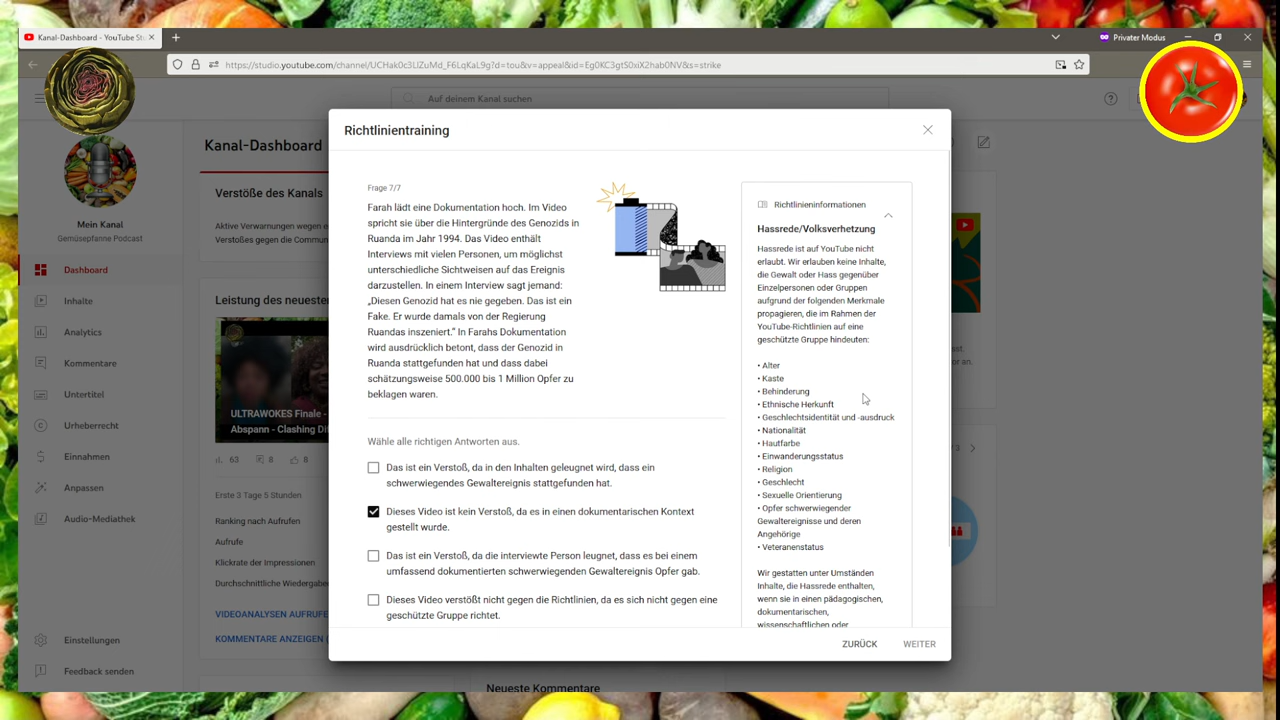 Kanal-Dashboard - YouTube St
Privater Modus
https://studio.youtube.com/channel/UCHak0c3LIZuMd_F6LqKaL9g?d=tou&v=appeal&id=Eg0KC3gtS0xiX2hab0NV&s=strike
Auf deinem Kanal suchen
Mein Kanal
Gemüsepfanne Podcast
Dashboard
Inhalte
Analytics
Kommentare
Untertitel
Urheberrecht
Einnahmen
Anpassen
Audio-Mediathek
Einstellungen
Feedback senden
Kanal-Dashboard
Verstöße des Kanals
Aktive Verwarnungen wegen e
Verstoßes gegen die Commun
Leistung des neuesten
ULTRAWOKES Finale -
Abspann - Clashing Dif
63
8
8
Erste 3 Tage 5 Stunden
Ranking nach Aufrufen
Aufrufe
Klickrate der Impressionen
Durchschnittliche Wiedergabed
VIDEOANALYSEN AUFRUFE
KOMMENTARE ANZEIGEN (
Neueste Kommentare
Richtlinientraining
Frage 7/7
Farah lädt eine Dokumentation hoch. Im Video
spricht sie über die Hintergründe des Genozids in
Ruanda im Jahr 1994. Das Video enthält
Interviews mit vielen Personen, um möglichst
unterschiedliche Sichtweisen auf das Ereignis
darzustellen. In einem Interview sagt jemand:
„Diesen Genozid hat es nie gegeben. Das ist ein
Fake. Er wurde damals von der Regierung
Ruandas inszeniert.“ In Farahs Dokumentation
wird ausdrücklich betont, dass der Genozid in
Ruanda stattgefunden hat und dass dabei
schätzungsweise 500.000 bis 1 Million Opfer zu
beklagen waren.
Wähle alle richtigen Antworten aus.
Das ist ein Verstoß, da in den Inhalten geleugnet wird, dass ein
schwerwiegendes Gewaltereignis stattgefunden hat.
Dieses Video ist kein Verstoß, da es in einen dokumentarischen Kontext
gestellt wurde.
Das ist ein Verstoß, da die interviewte Person leugnet, dass es bei einem
umfassend dokumentierten schwerwiegenden Gewaltereignis Opfer gab.
Dieses Video verstößt nicht gegen die Richtlinien, da es sich nicht gegen eine
geschützte Gruppe richtet.
Richtlinieninformationen
Hassrede/Volksverhetzung
Hassrede ist auf YouTube nicht
erlaubt. Wir erlauben keine Inhalte,
die Gewalt oder Hass gegenüber
Einzelpersonen oder Gruppen
aufgrund der folgenden Merkmale
propagieren, die im Rahmen der
YouTube-Richtlinien auf eine
geschützte Gruppe hindeuten:
• Alter
• Kaste
• Behinderung
• Ethnische Herkunft
• Geschlechtsidentität und -ausdruck
• Nationalität
• Hautfarbe
• Einwanderungsstatus
• Religion
• Geschlecht
• Sexuelle Orientierung
• Opfer schwerwiegender
Gewaltereignisse und deren
Angehörige
• Veteranenstatus
Wir gestatten unter Umständen
Inhalte, die Hassrede enthalten,
wenn sie in einen pädagogischen,
dokumentarischen,
wissenschaftlichen oder
ZURÜCK
WEITER
st.
or an.
/ 3